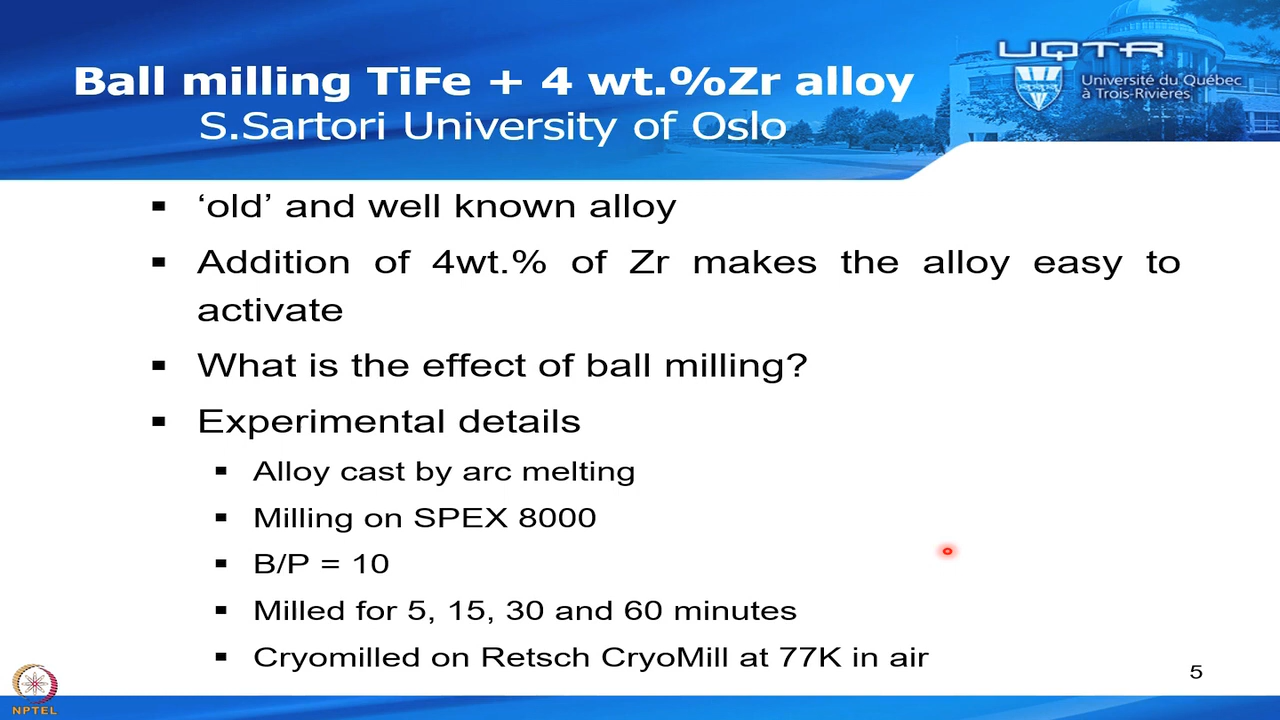 Ball milling TiFe + 4 wt.%Zr alloy
S.Sartori University of Oslo
UQTR
Université du Québec
à Trois-Rivières
▪ ‘old’ and well known alloy
▪ Addition of 4wt.% of Zr makes the alloy easy to
activate
▪ What is the effect of ball milling?
▪ Experimental details
▪ Alloy cast by arc melting
▪ Milling on SPEX 8000
▪ B/P = 10
▪ Milled for 5, 15, 30 and 60 minutes
▪ Cryomilled on Retsch CryoMill at 77K in air
5
NPTEL